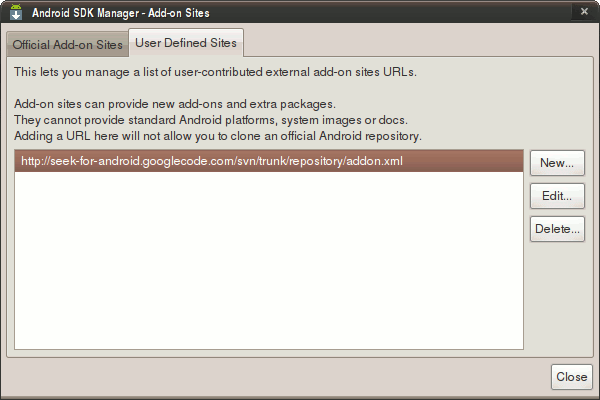 Android SDK Manager - Add-on Sites
Official Add-on Sites
User Defined Sites
This lets you manage a list of user-contributed external add-on sites URLs.
Add-on sites can provide new add-ons and extra packages.
They cannot provide standard Android platforms, system images or docs.
Adding a URL here will not allow you to clone an official Android repository.
http://seek-for-android.googlecode.com/svn/trunk/repository/addon.xml
New...
Edit...
Delete...
Close